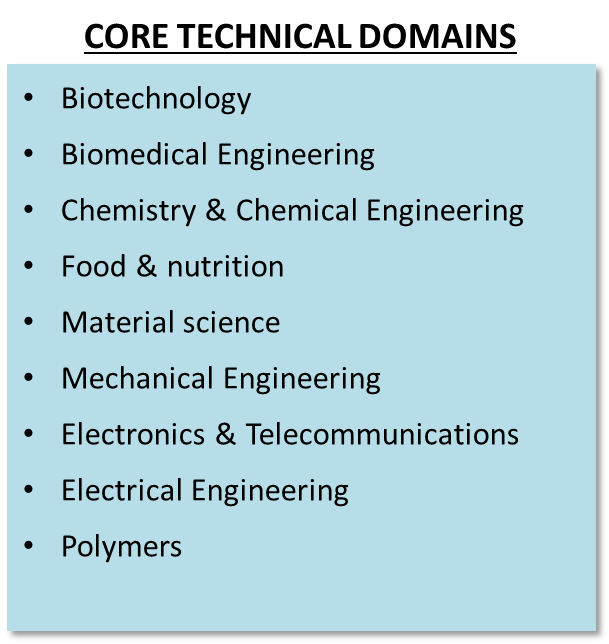 CORE TECHNICAL DOMAINS
• Biotechnology
• Biomedical Engineering
• Chemistry & Chemical Engineering
• Food & nutrition
• Material science
• Mechanical Engineering
• Electronics & Telecommunications
• Electrical Engineering
• Polymers